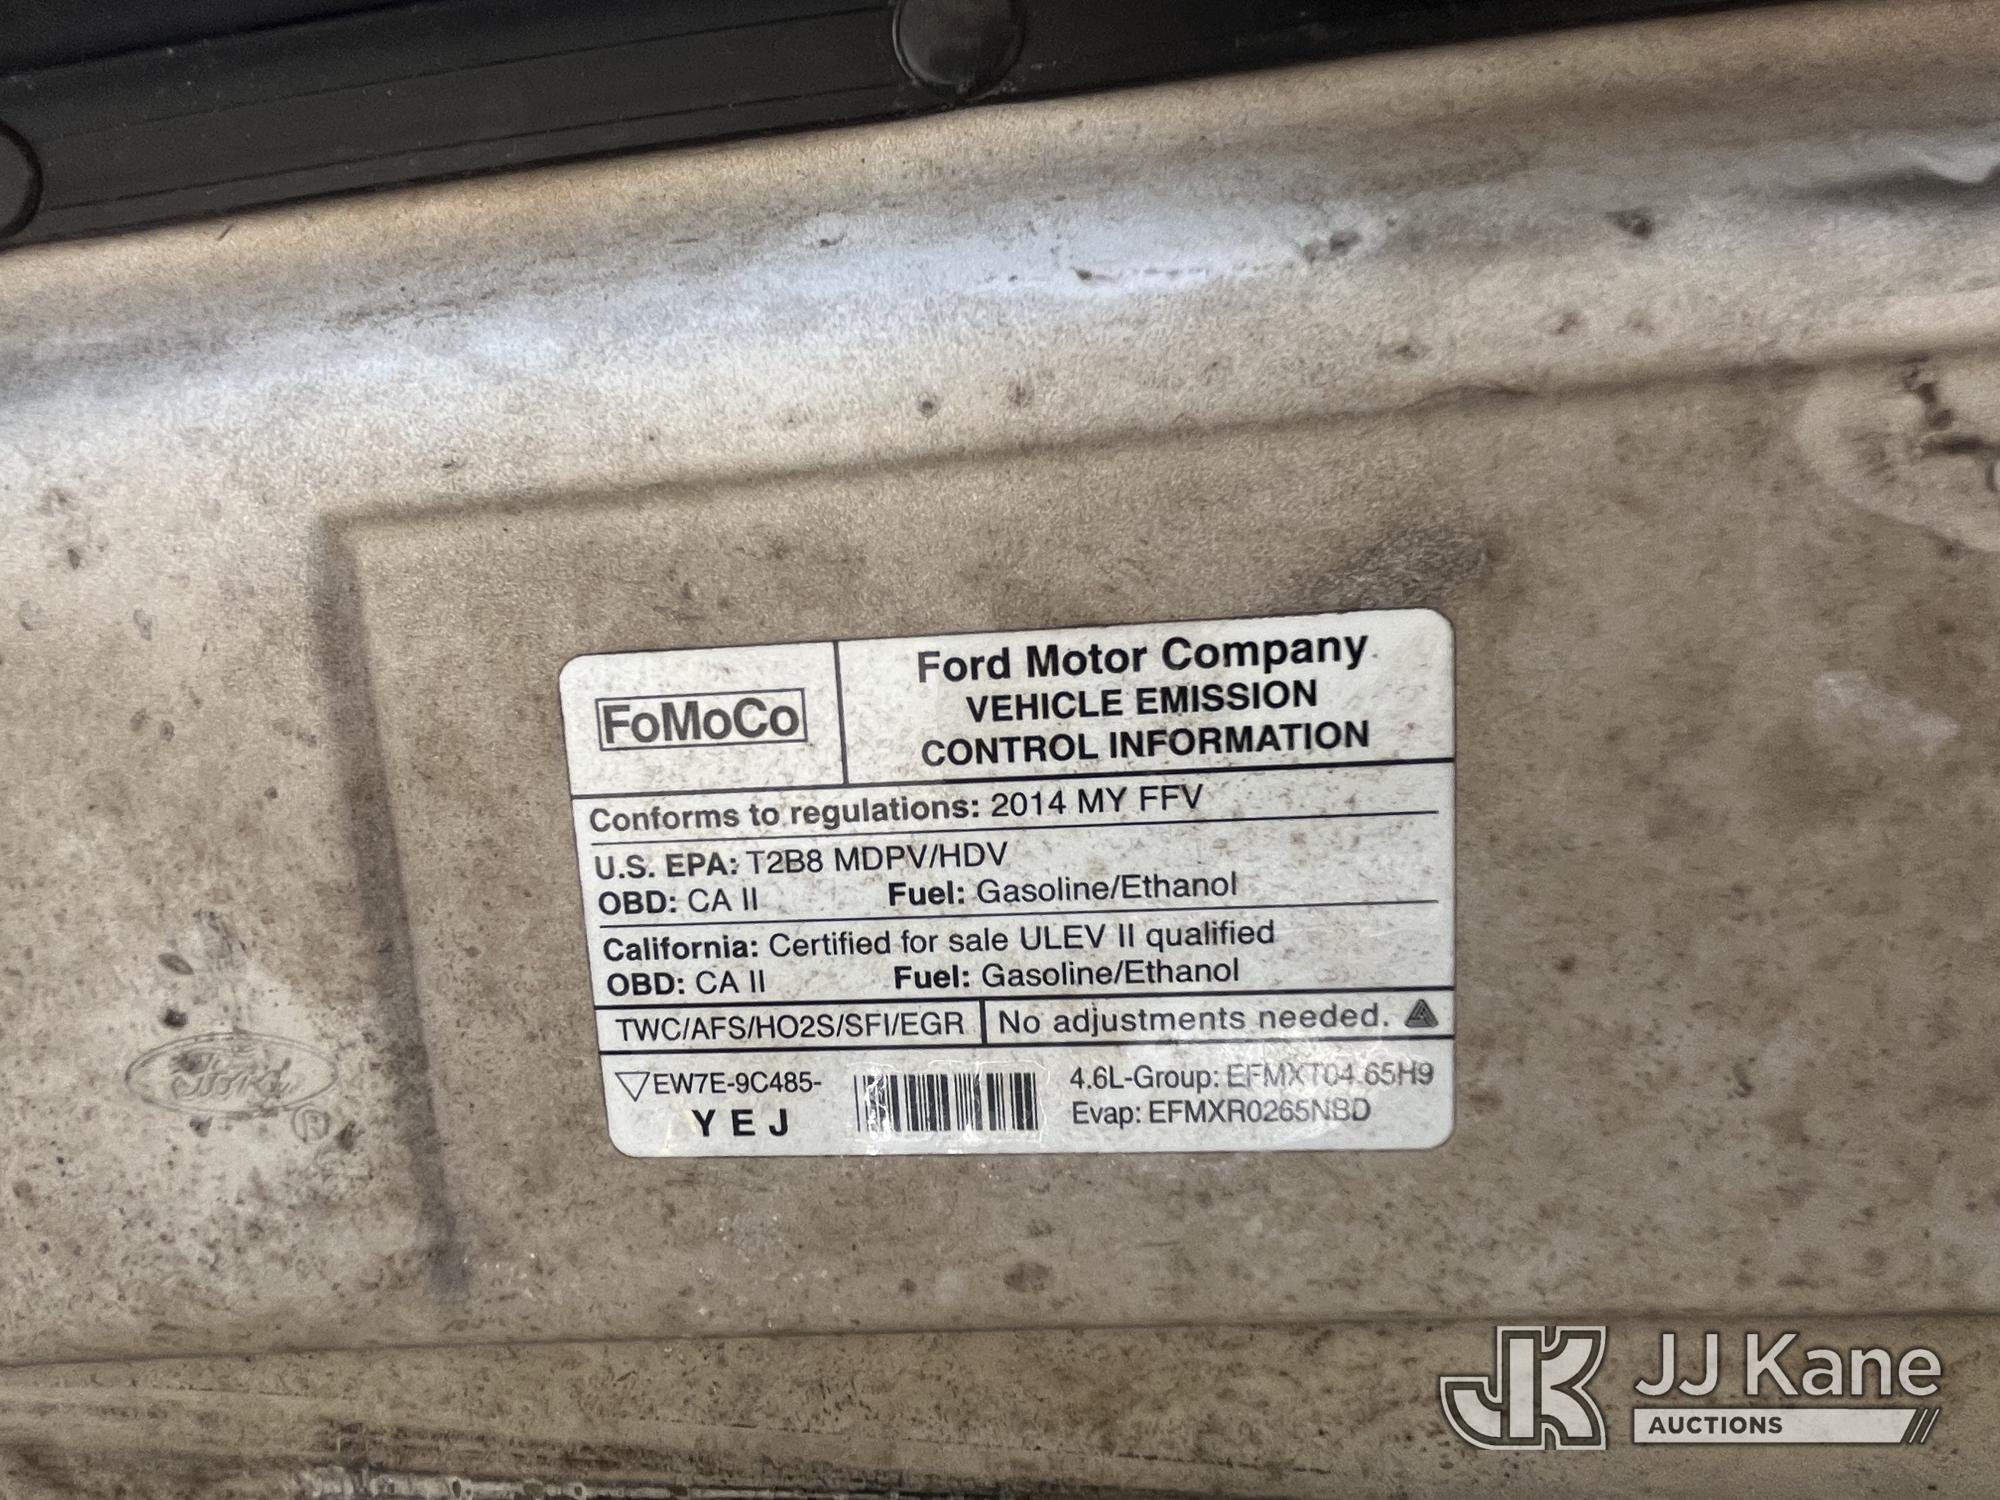 FoMoCo
Ford Motor Company
VEHICLE EMISSION
CONTROL INFORMATION
Conforms to regulations: 2014 MY FFV
U.S. EPA: T2B8 MDPV/HDV
OBD: CA II Fuel: Gasoline/Ethanol
California: Certified for sale ULEV II qualified
OBD: CA II Fuel: Gasoline/Ethanol
TWC/AFS/HO2S/SFI/EGR No adjustments needed.
EW7E-9C485-
YEJ
4.6L-Group: EFMXT04.65H9
Evap: EFMXR0265NBD
Ford ®
JK JJ Kane
AUCTIONS